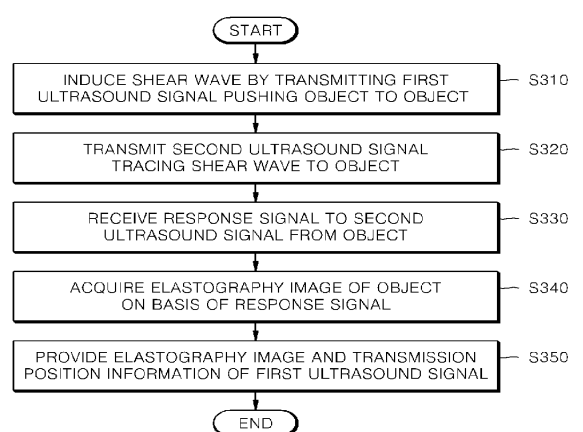 START
INDUCE SHEAR WAVE BY TRANSMITTING FIRST
ULTRASOUND SIGNAL PUSHING OBJECT TO OBJECT
S310
TRANSMIT SECOND ULTRASOUND SIGNAL
TRACING SHEAR WAVE TO OBJECT
S320
RECEIVE RESPONSE SIGNAL TO SECOND
ULTRASOUND SIGNAL FROM OBJECT
S330
ACQUIRE ELASTOGRAPHY IMAGE OF OBJECT
ON BASIS OF RESPONSE SIGNAL
S340
PROVIDE ELASTOGRAPHY IMAGE AND TRANSMISSION
POSITION INFORMATION OF FIRST ULTRASOUND SIGNAL
S350
END